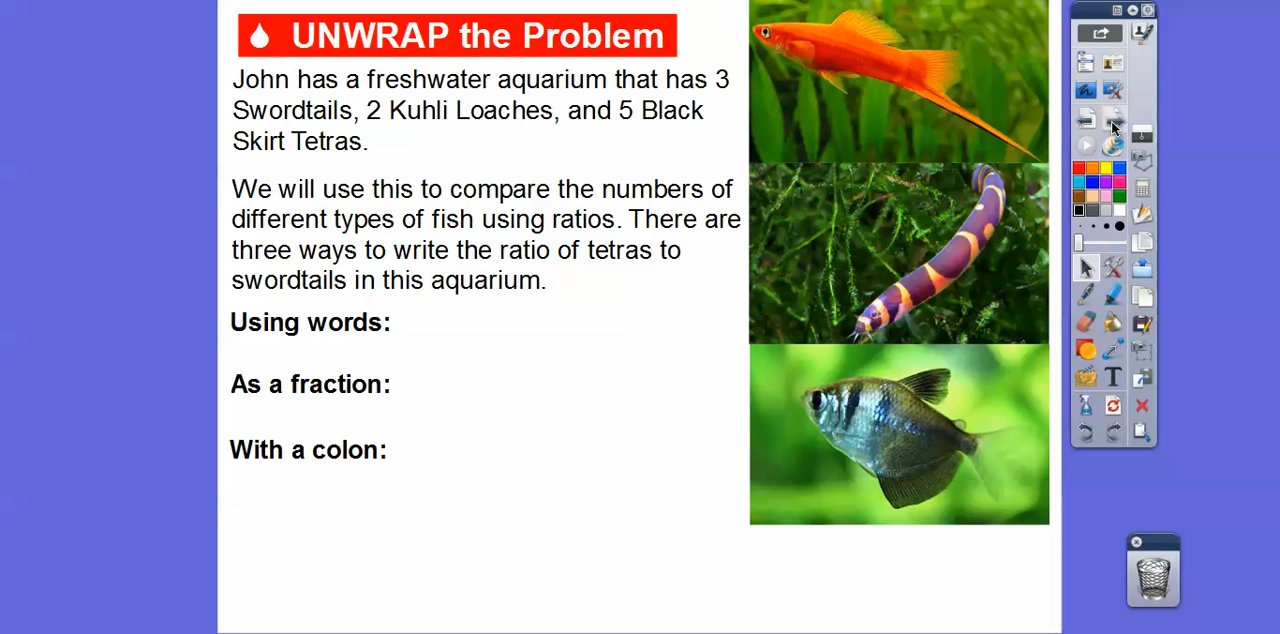 UNWRAP the Problem
John has a freshwater aquarium that has 3
Swordtails, 2 Kuhli Loaches, and 5 Black
Skirt Tetras.
We will use this to compare the numbers of
different types of fish using ratios. There are
three ways to write the ratio of tetras to
swordtails in this aquarium.
Using words:
As a fraction:
With a colon: